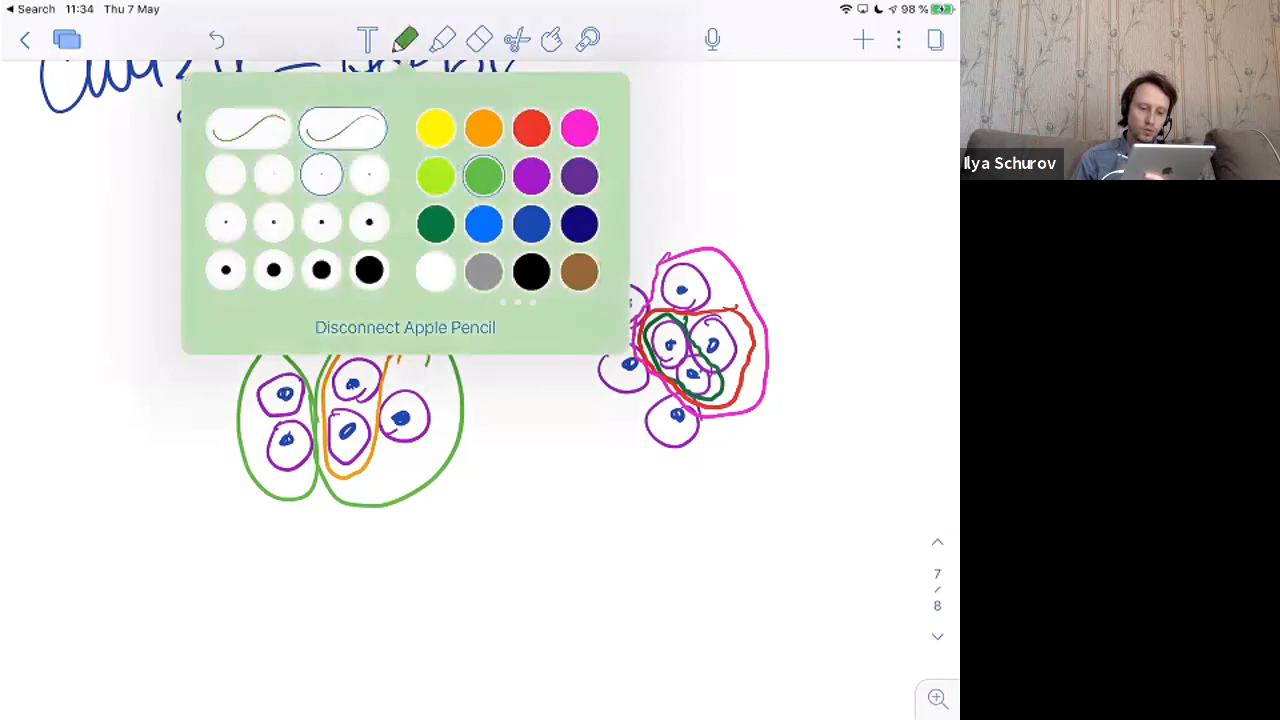 Search 11:34 Thu 7 May 98 %
Disconnect Apple Pencil
Ilya Schurov
7
/
8